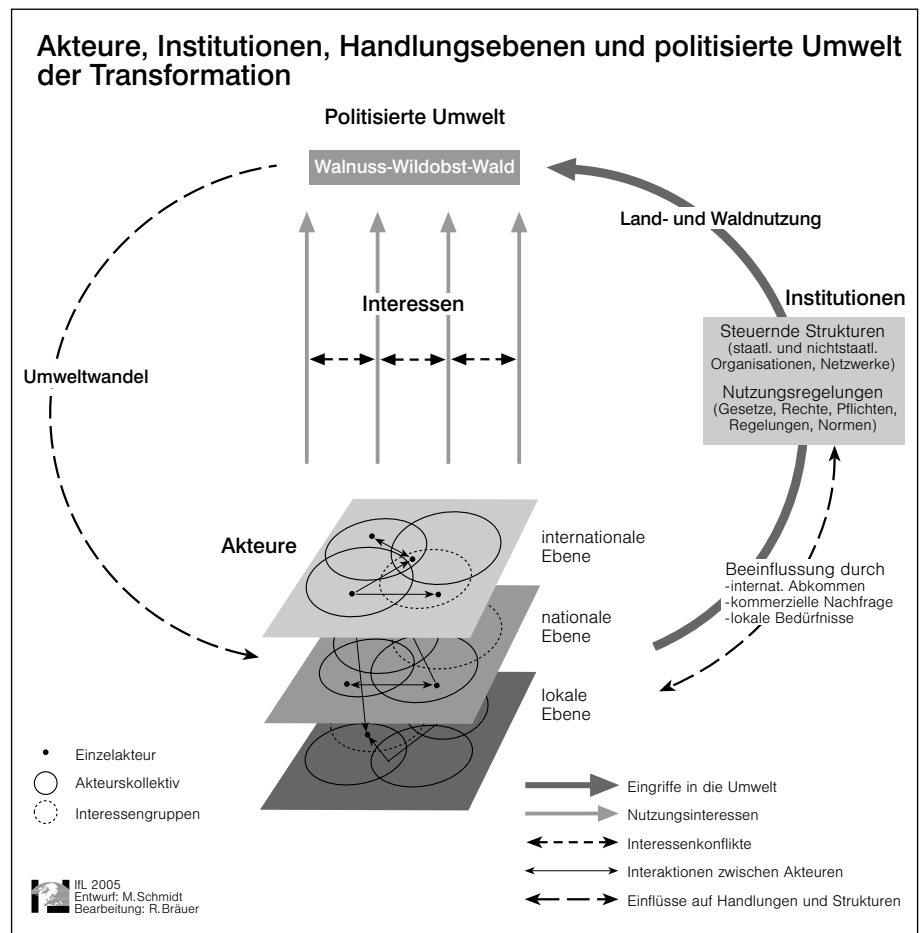 Akteure, Institutionen, Handlungsebenen und politisierte Umwelt
der Transformation
Politisierte Umwelt
Walnuss-Wildobst-Wald
Land- und Waldnutzung
Interessen
Institutionen
Steuernde Strukturen
(staatl. und nichtstaatl.
Organisationen, Netzwerke)
Nutzungsregelungen
(Gesetze, Rechte, Pflichten,
Regelungen, Normen)
Umweltwandel
Akteure
internationale
Ebene
nationale
Ebene
lokale
Ebene
Beeinflussung durch
-internat. Abkommen
-kommerzielle Nachfrage
-lokale Bedürfnisse
Einzelakteur
Akteurskollektiv
Interessengruppen
Eingriffe in die Umwelt
Nutzungsinteressen
Interessenkonflikte
Interaktionen zwischen Akteuren
Einflüsse auf Handlungen und Strukturen
IfL 2005
Entwurf: M.Schmidt
Bearbeitung: R.Bräuer